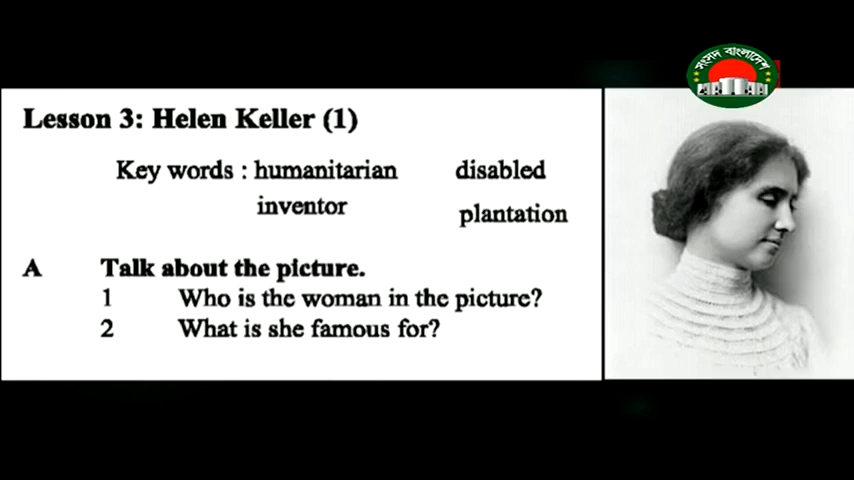 সংসদ বাংলাদেশ
Lesson 3: Helen Keller (1)
Key words : humanitarian disabled
inventor plantation
A Talk about the picture.
1 Who is the woman in the picture?
2 What is she famous for?